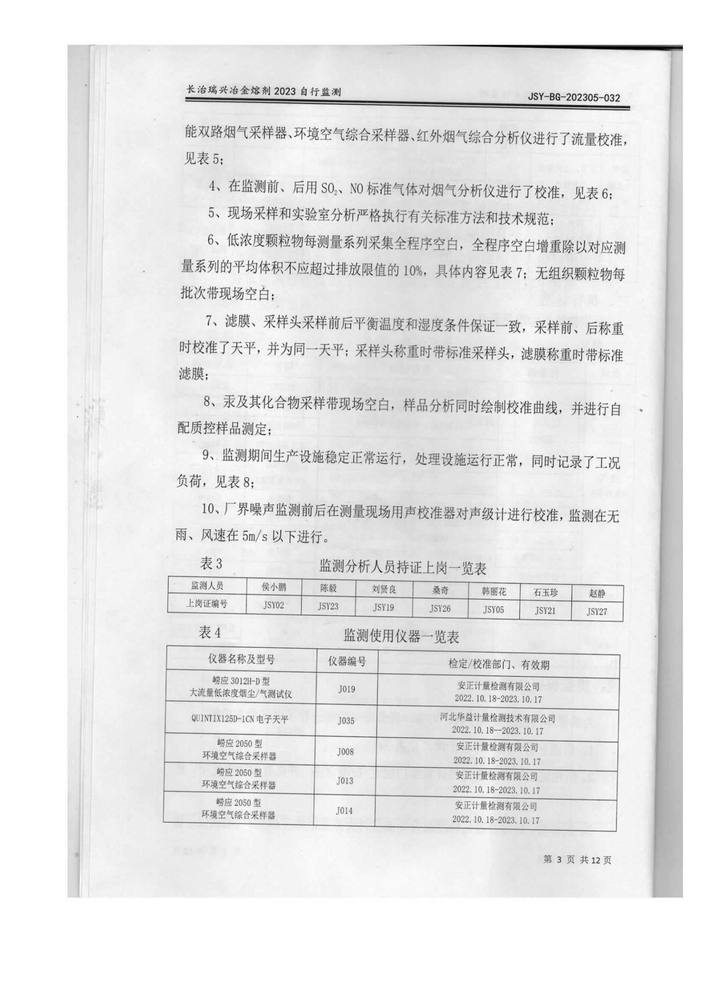 长治瑞兴冶金熔剂2023自行监测
JSY-BG-202305-032
能双路烟气采样器、环境空气综合采样器、红外烟气综合分析仪进行了流量校准，
见表5；
4、在监测前、后用SO₂、NO标准气体对烟气分析仪进行了校准，见表6；
5、现场采样和实验室分析严格执行有关标准方法和技术规范；
6、低浓度颗粒物每测量系列采集全程序空白，全程序空白增重除以对应测
量系列的平均体积不应超过排放限值的10%，具体内容见表7；无组织颗粒物每
批次带现场空白；
7、滤膜、采样头采样前后平衡温度和湿度条件保证一致，采样前、后称重
时校准了天平，并为同一天平；采样头称重时带标准采样头，滤膜称重时带标准
滤膜；
8、汞及其化合物采样带现场空白，样品分析同时绘制校准曲线，并进行自
配质控样品测定；
9、监测期间生产设施稳定正常运行，处理设施运行正常，同时记录了工况
负荷，见表8；
10、厂界噪声监测前后在测量现场用声校准器对声级计进行校准，监测在无
雨、风速在5m/s以下进行。
表3 监测分析人员持证上岗一览表
监测人员 侯小鹏 陈毅 刘贤良 桑奇 韩丽花 石玉珍 赵静
上岗证编号 JSY02 JSY23 JSY19 JSY26 JSY05 JSY21 JSY27
表4 监测使用仪器一览表
仪器名称及型号 仪器编号 检定/校准部门、有效期
崂应3012H-D型
大流量低浓度烟尘/气测试仪
J019
安正计量检测有限公司
2022.10.18-2023.10.17
QUINTIX125D-1CN电子天平
J035
河北华益计量检测技术有限公司
2022.10.18--2023.10.17
崂应2050型
环境空气综合采样器
J008
安正计量检测有限公司
2022.10.18-2023.10.17
崂应2050型
环境空气综合采样器
J013
安正计量检测有限公司
2022.10.18-2023.10.17
崂应2050型
环境空气综合采样器
J014
安正计量检测有限公司
2022.10.18-2023.10.17
第 3 页 共12页